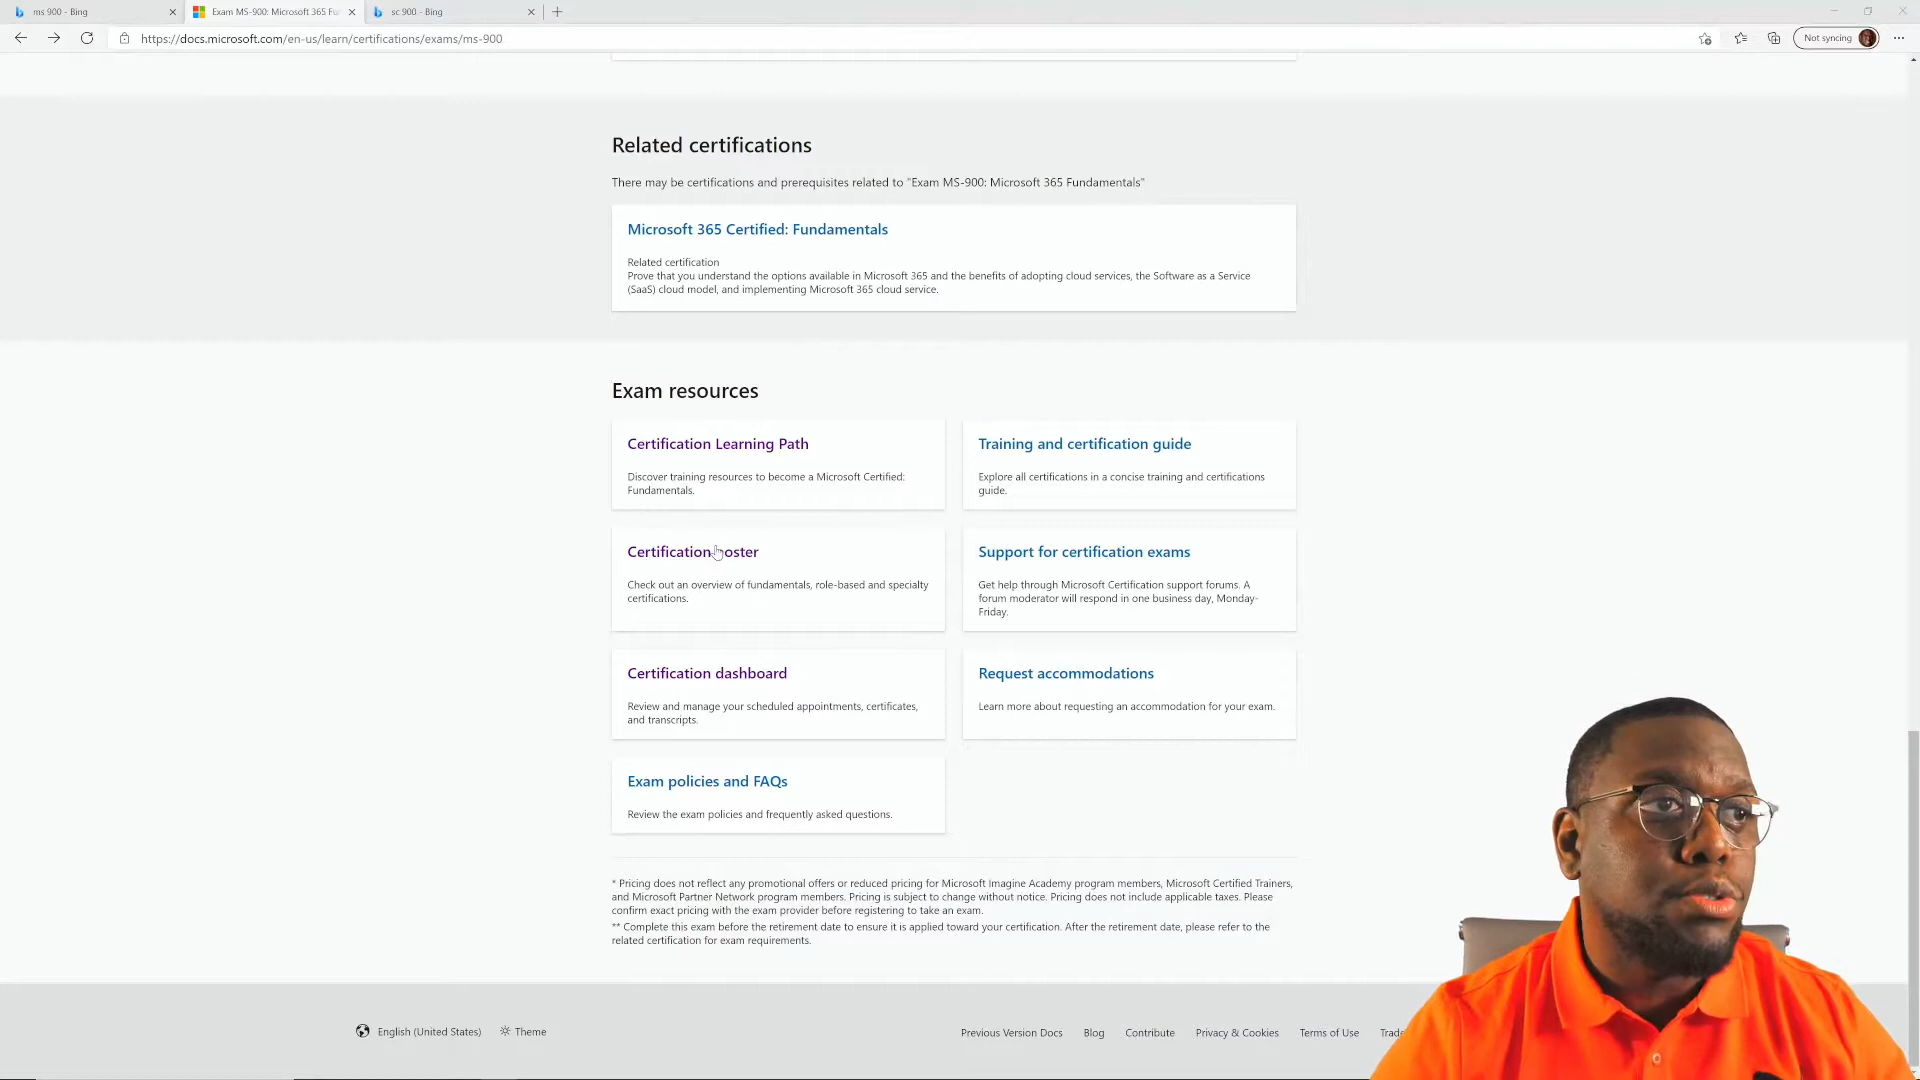 ms 900 - Bing
Exam MS-900: Microsoft 365 Fu
sc 900 - Bing
https://docs.microsoft.com/en-us/learn/certifications/exams/ms-900
Not syncing
Related certifications
There may be certifications and prerequisites related to "Exam MS-900: Microsoft 365 Fundamentals"
Microsoft 365 Certified: Fundamentals
Related certification
Prove that you understand the options available in Microsoft 365 and the benefits of adopting cloud services, the Software as a Service
(SaaS) cloud model, and implementing Microsoft 365 cloud service.
Exam resources
Certification Learning Path
Discover training resources to become a Microsoft Certified:
Fundamentals.
Training and certification guide
Explore all certifications in a concise training and certifications
guide.
Certification oster
Check out an overview of fundamentals, role-based and specialty
certifications.
Support for certification exams
Get help through Microsoft Certification support forums. A
forum moderator will respond in one business day, Monday-
Friday.
Certification dashboard
Review and manage your scheduled appointments, certificates,
and transcripts.
Request accommodations
Learn more about requesting an accommodation for your exam.
Exam policies and FAQs
Review the exam policies and frequently asked questions.
* Pricing does not reflect any promotional offers or reduced pricing for Microsoft Imagine Academy program members, Microsoft Certified Trainers,
and Microsoft Partner Network program members. Pricing is subject to change without notice. Pricing does not include applicable taxes. Please
confirm exact pricing with the exam provider before registering to take an exam.
** Complete this exam before the retirement date to ensure it is applied toward your certification. After the retirement date, please refer to the
related certification for exam requirements.
English (United States)
Theme
Previous Version Docs
Blog
Contribute
Privacy & Cookies
Terms of Use
Trade